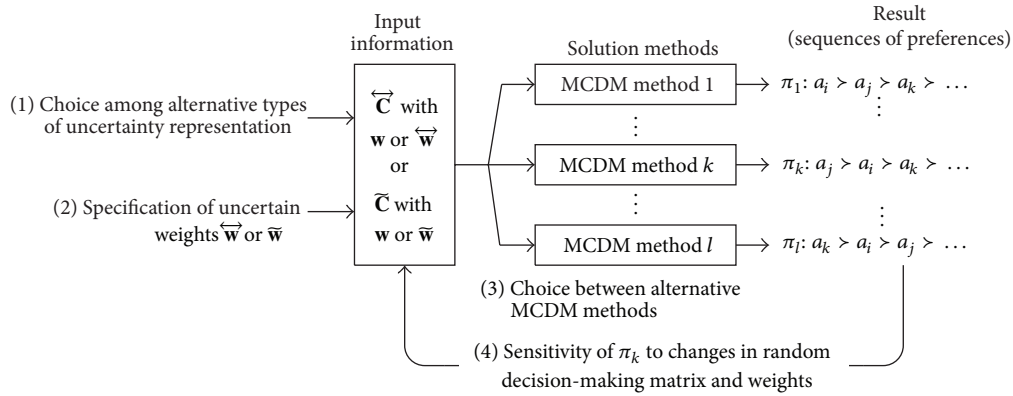 Input
information
Solution methods
Result
(sequences of preferences)
(1) Choice among alternative types
of uncertainty representation
(2) Specification of uncertain
weights w⃡ or w̃
C⃡ with
w or w⃡
or
C̃ with
w or w̃
MCDM method 1
⋮
MCDM method k
⋮
MCDM method l
π₁: aᵢ ≻ aⱼ ≻ aₖ ≻ …
⋮
πₖ: aⱼ ≻ aᵢ ≻ aₖ ≻ …
⋮
πₗ: aₖ ≻ aᵢ ≻ aⱼ ≻ …
(3) Choice between alternative
MCDM methods
(4) Sensitivity of πₖ to changes in random
decision-making matrix and weights